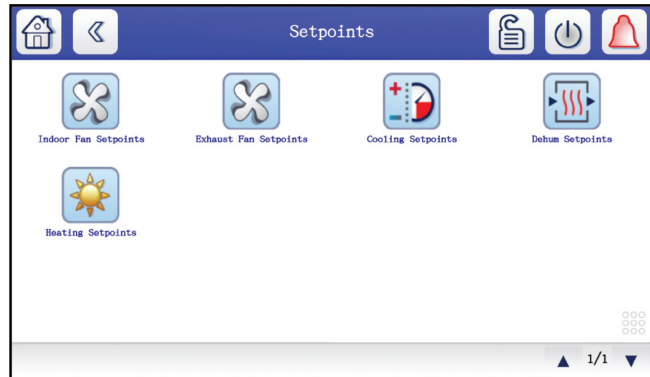 Setpoints
Indoor Fan Setpoints
Exhaust Fan Setpoints
Cooling Setpoints
Dehum Setpoints
Heating Setpoints
1/1